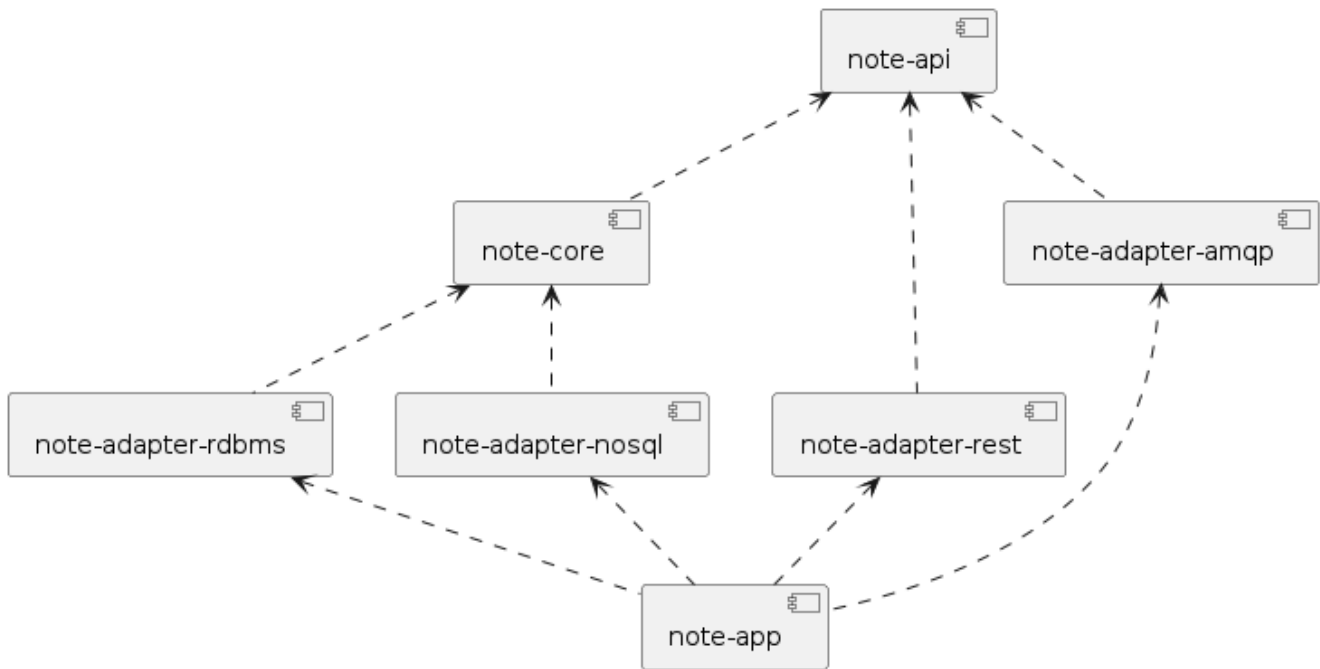 note-api
note-core
note-adapter-amqp
note-adapter-rdbms
note-adapter-nosql
note-adapter-rest
note-app